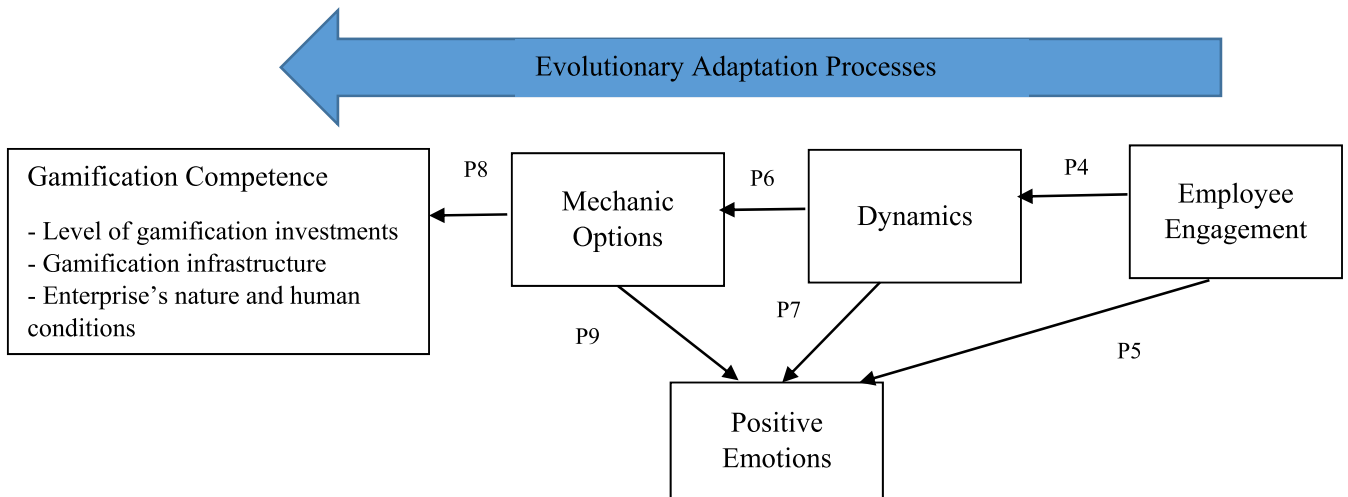 Evolutionary Adaptation Processes
Gamification Competence
- Level of gamification investments
- Gamification infrastructure
- Enterprise’s nature and human
conditions
P8
Mechanic
Options
P6
Dynamics
P4
Employee
Engagement
P9
P7
P5
Positive
Emotions